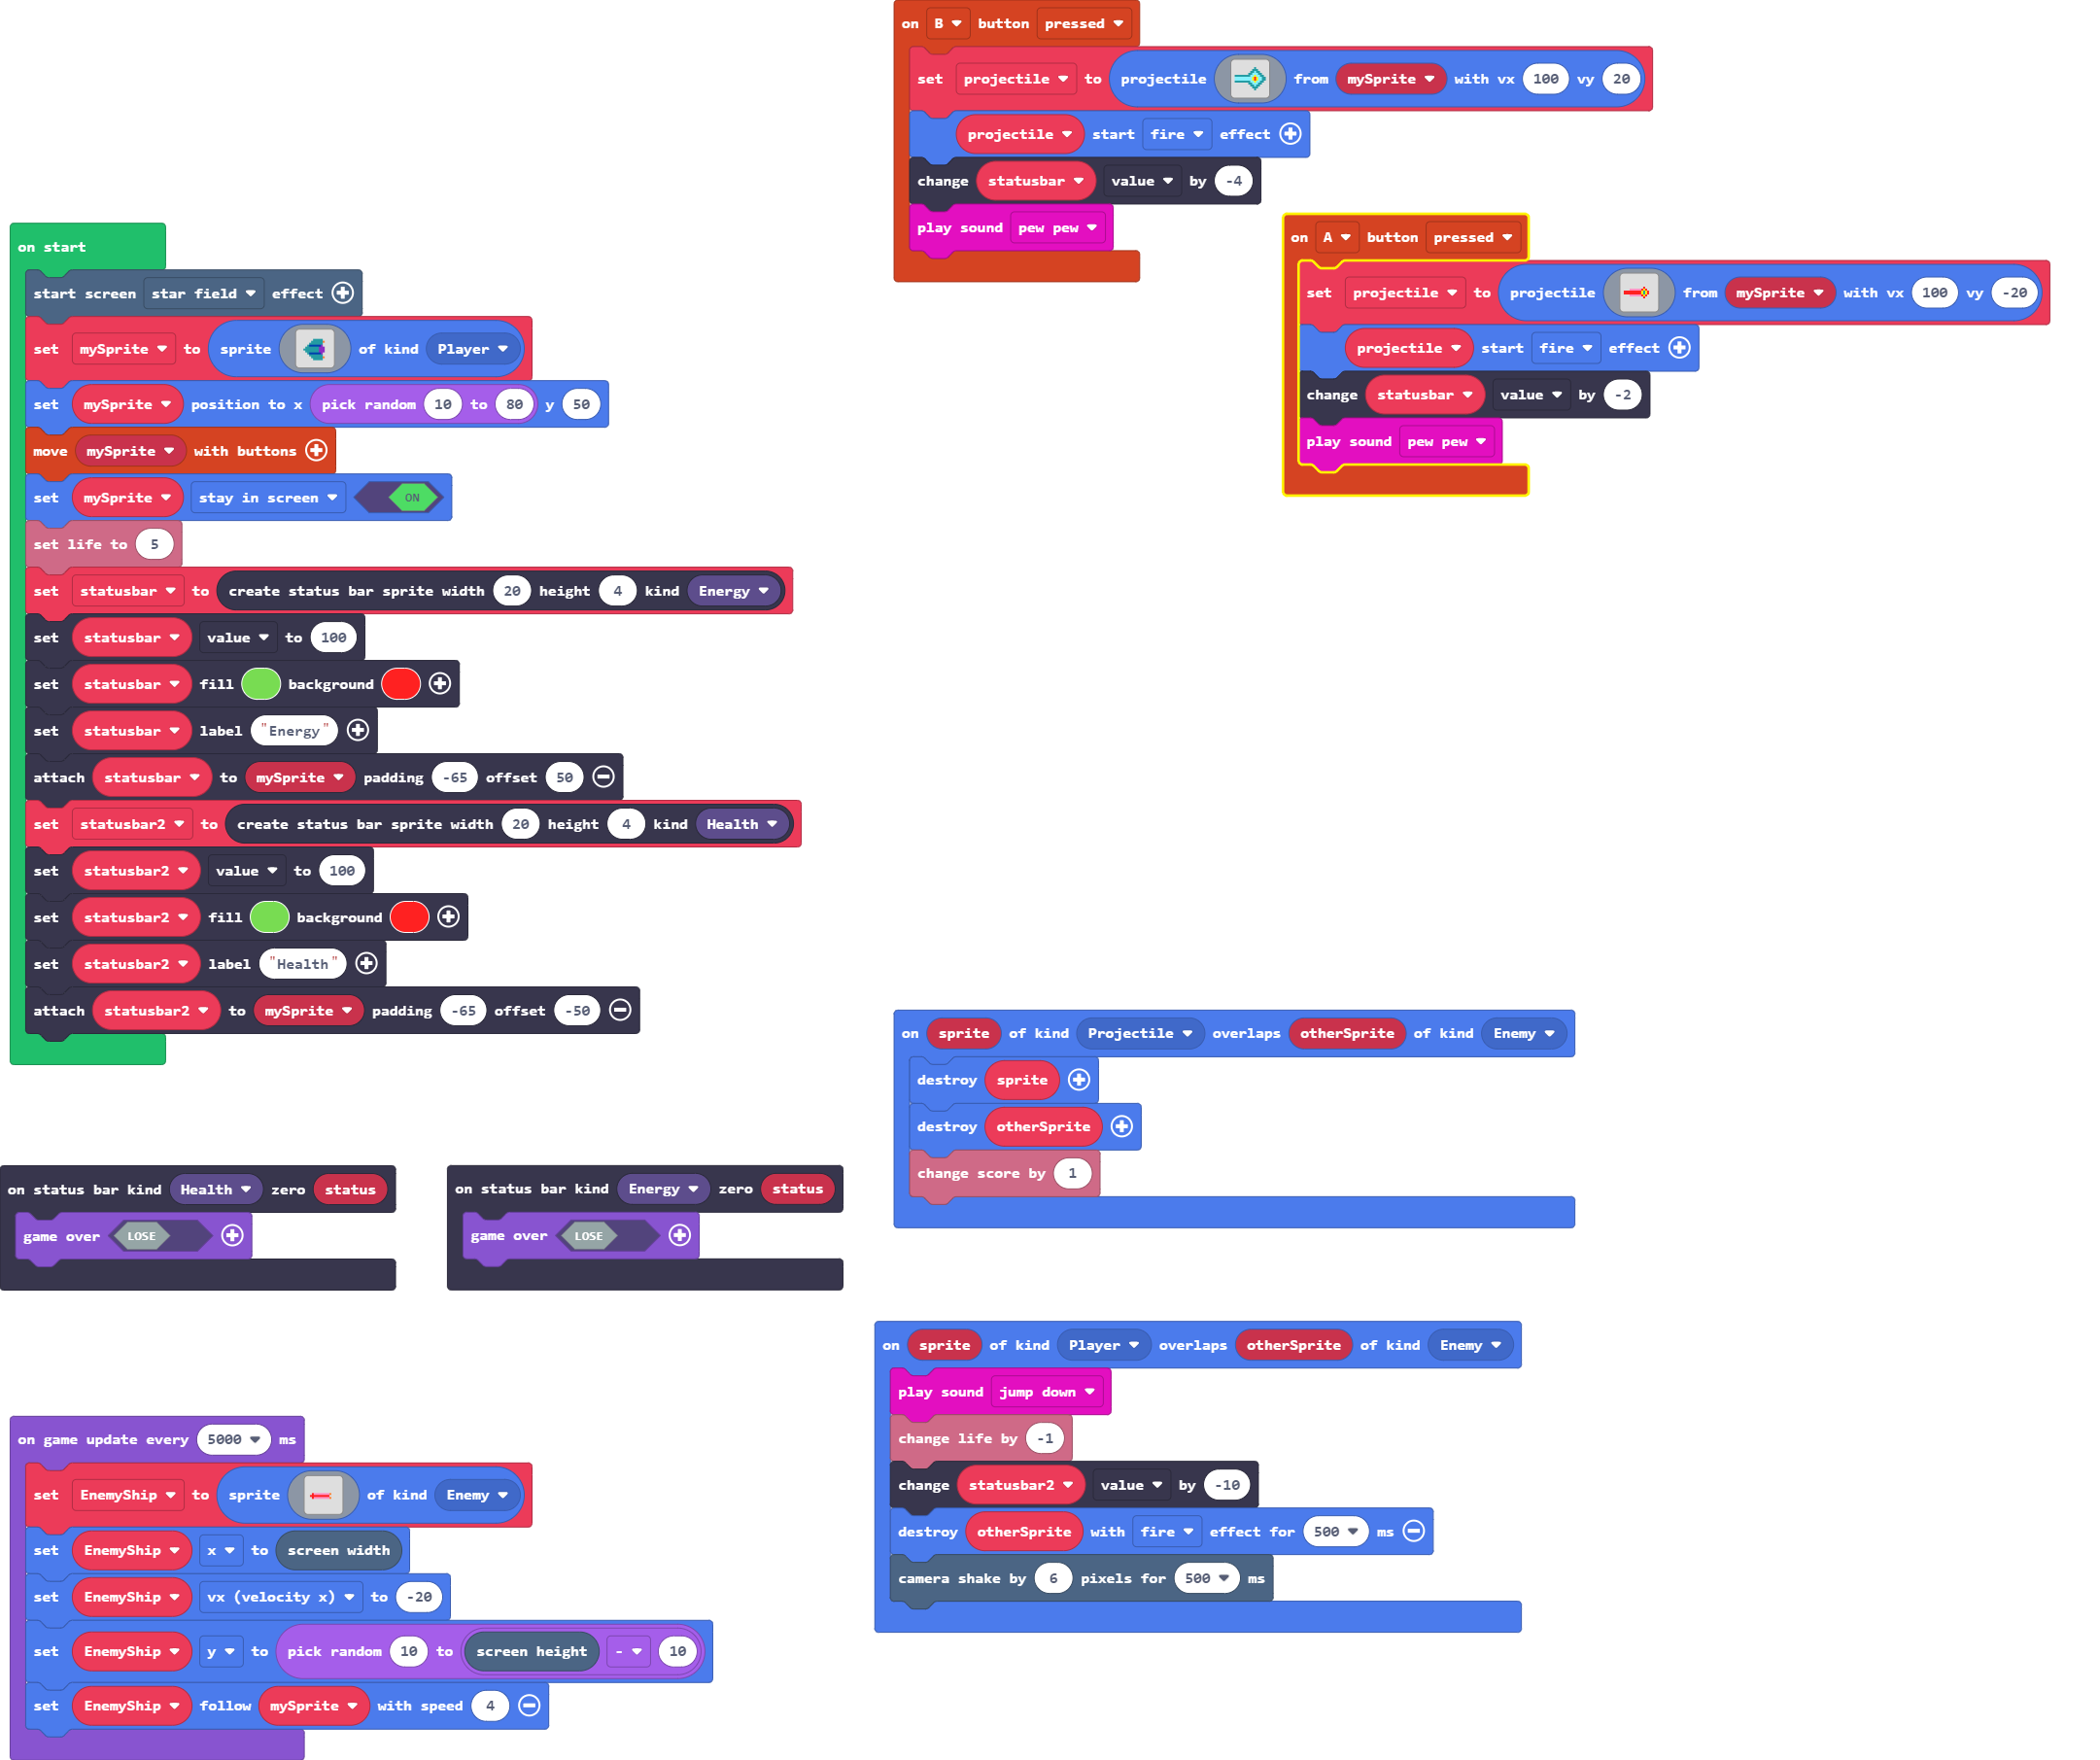 on start
start screen star field effect
set mySprite to sprite of kind Player
set mySprite position to x pick random 10 to 80 y 50
move mySprite with buttons
set mySprite stay in screen ON
set life to 5
set statusbar to create status bar sprite width 20 height 4 kind Energy
set statusbar value to 100
set statusbar fill background
set statusbar label "Energy"
attach statusbar to mySprite padding -65 offset 50
set statusbar2 to create status bar sprite width 20 height 4 kind Health
set statusbar2 value to 100
set statusbar2 fill background
set statusbar2 label "Health"
attach statusbar2 to mySprite padding -65 offset -50
on status bar kind Health zero status
game over LOSE
on status bar kind Energy zero status
game over LOSE
on game update every 5000 ms
set EnemyShip to sprite of kind Enemy
set EnemyShip x to screen width
set EnemyShip vx (velocity x) to -20
set EnemyShip y to pick random 10 to screen height - 10
set EnemyShip follow mySprite with speed 4
on B button pressed
set projectile to projectile from mySprite with vx 100 vy 20
projectile start fire effect
change statusbar value by -4
play sound pew pew
on A button pressed
set projectile to projectile from mySprite with vx 100 vy -20
projectile start fire effect
change statusbar value by -2
play sound pew pew
on sprite of kind Projectile overlaps otherSprite of kind Enemy
destroy sprite
destroy otherSprite
change score by 1
on sprite of kind Player overlaps otherSprite of kind Enemy
play sound jump down
change life by -1
change statusbar2 value by -10
destroy otherSprite with fire effect for 500 ms
camera shake by 6 pixels for 500 ms